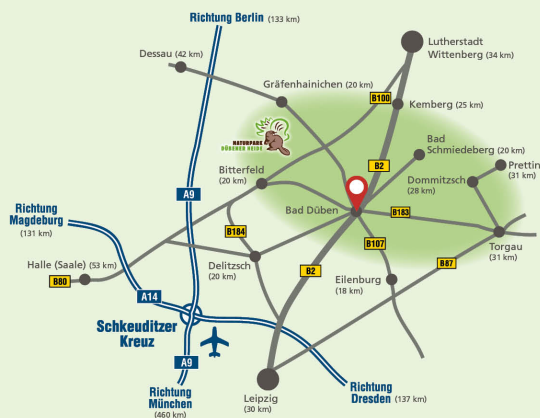 Richtung Berlin (133 km)
Lutherstadt
Wittenberg (34 km)
Dessau (42 km)
Gräfenhainichen (20 km)
B100
Kemberg (25 km)
NATURPARK
DÜBENER HEIDE
Bad
Schmiedeberg (20 km)
Prettin
(31 km)
B2
Bitterfeld
(20 km)
Dommitzsch
(28 km)
A9
Richtung
Magdeburg
(131 km)
Bad Düben
B183
B184
B107
Torgau
(31 km)
Halle (Saale) (53 km)
B80
Delitzsch
(20 km)
B2
B87
Eilenburg
(18 km)
A14
Schkeuditzer
Kreuz
A9
Richtung
München
(460 km)
Leipzig
(30 km)
Richtung
Dresden (137 km)